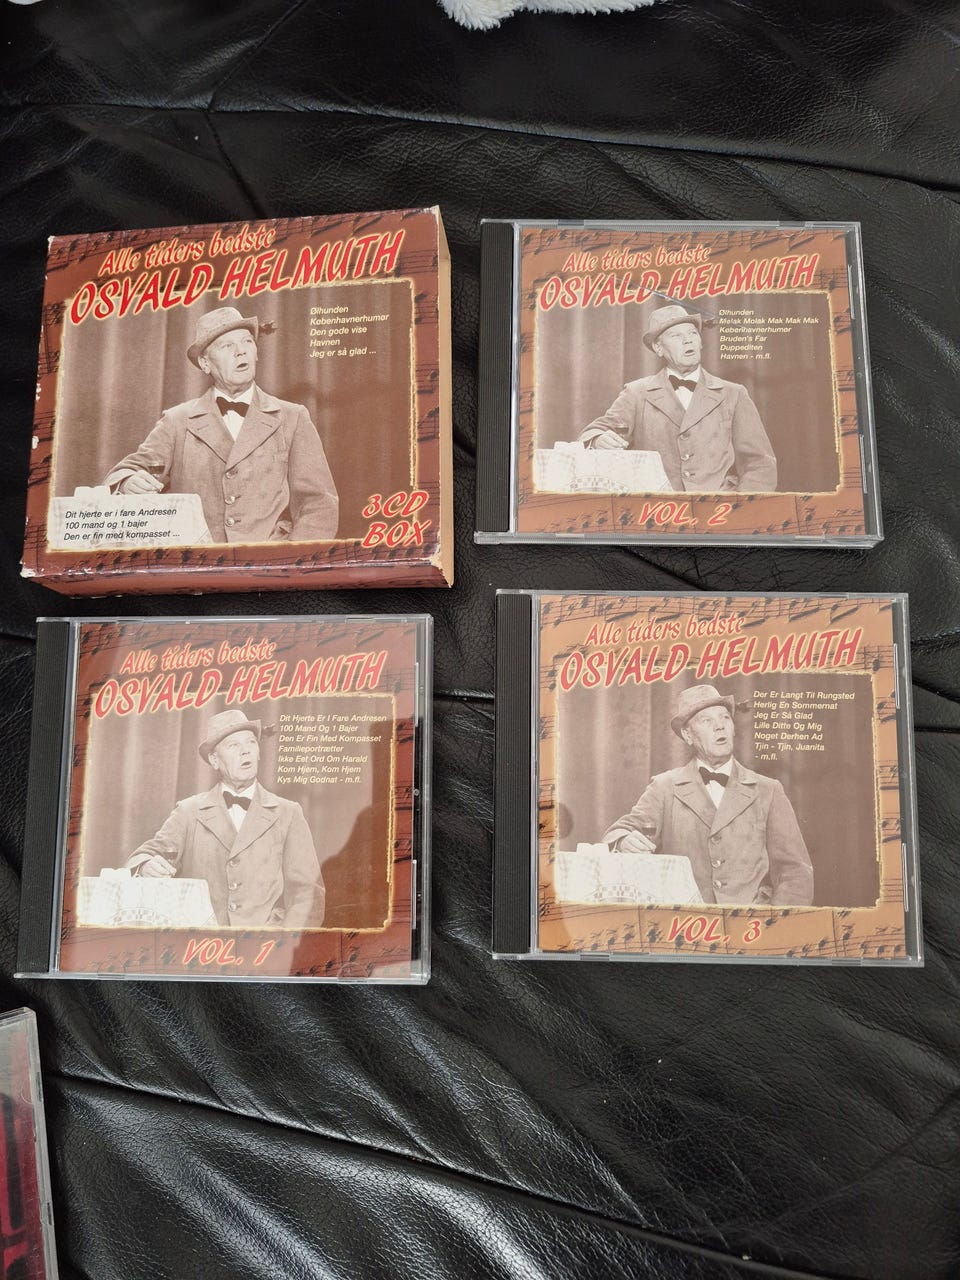 Alle tiders bedste
OSVALD HELMUTH
Ølhunden
Københavnerhumør
Den gode vise
Havnen
Jeg er så glad ...
Dit hjerte er i fare Andresen
100 mand og 1 bajer
Den er fin med kompasset ...
3 CD
BOX
Alle tiders bedste
OSVALD HELMUTH
Ølhunden
Molak Molak Mak Mak Mak
Københavnerhumør
Bruden's Far
Duppediten
Havnen - m.fl.
VOL. 2
Alle tiders bedste
OSVALD HELMUTH
Dit Hjerte Er I Fare Andresen
100 Mand Og 1 Bajer
Den Er Fin Med Kompasset
Familieportrætter
Ikke Eet Ord Om Harald
Kom Hjem, Kom Hjem
Kys Mig Godnat - m.fl.
VOL. 1
Alle tiders bedste
OSVALD HELMUTH
Der Er Langt Til Rungsted
Herlig En Sommernat
Jeg Er Så Glad
Lille Ditte Og Mig
Noget Derhen Ad
Tjin - Tjin, Juanita
- m.fl.
VOL. 3